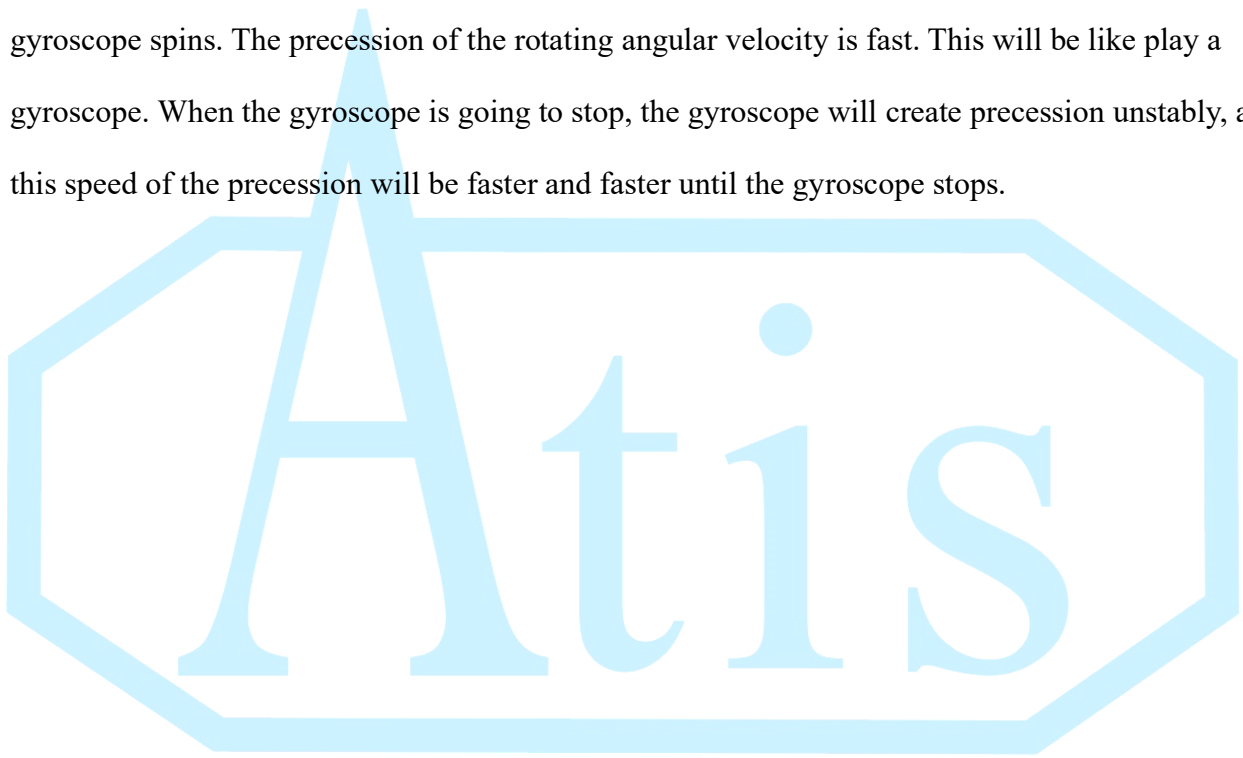 gyroscope spins. The precession of the rotating angular velocity is fast. This will be like play a
gyroscope. When the gyroscope is going to stop, the gyroscope will create precession unstably,
this speed of the precession will be faster and faster until the gyroscope stops.
Atis